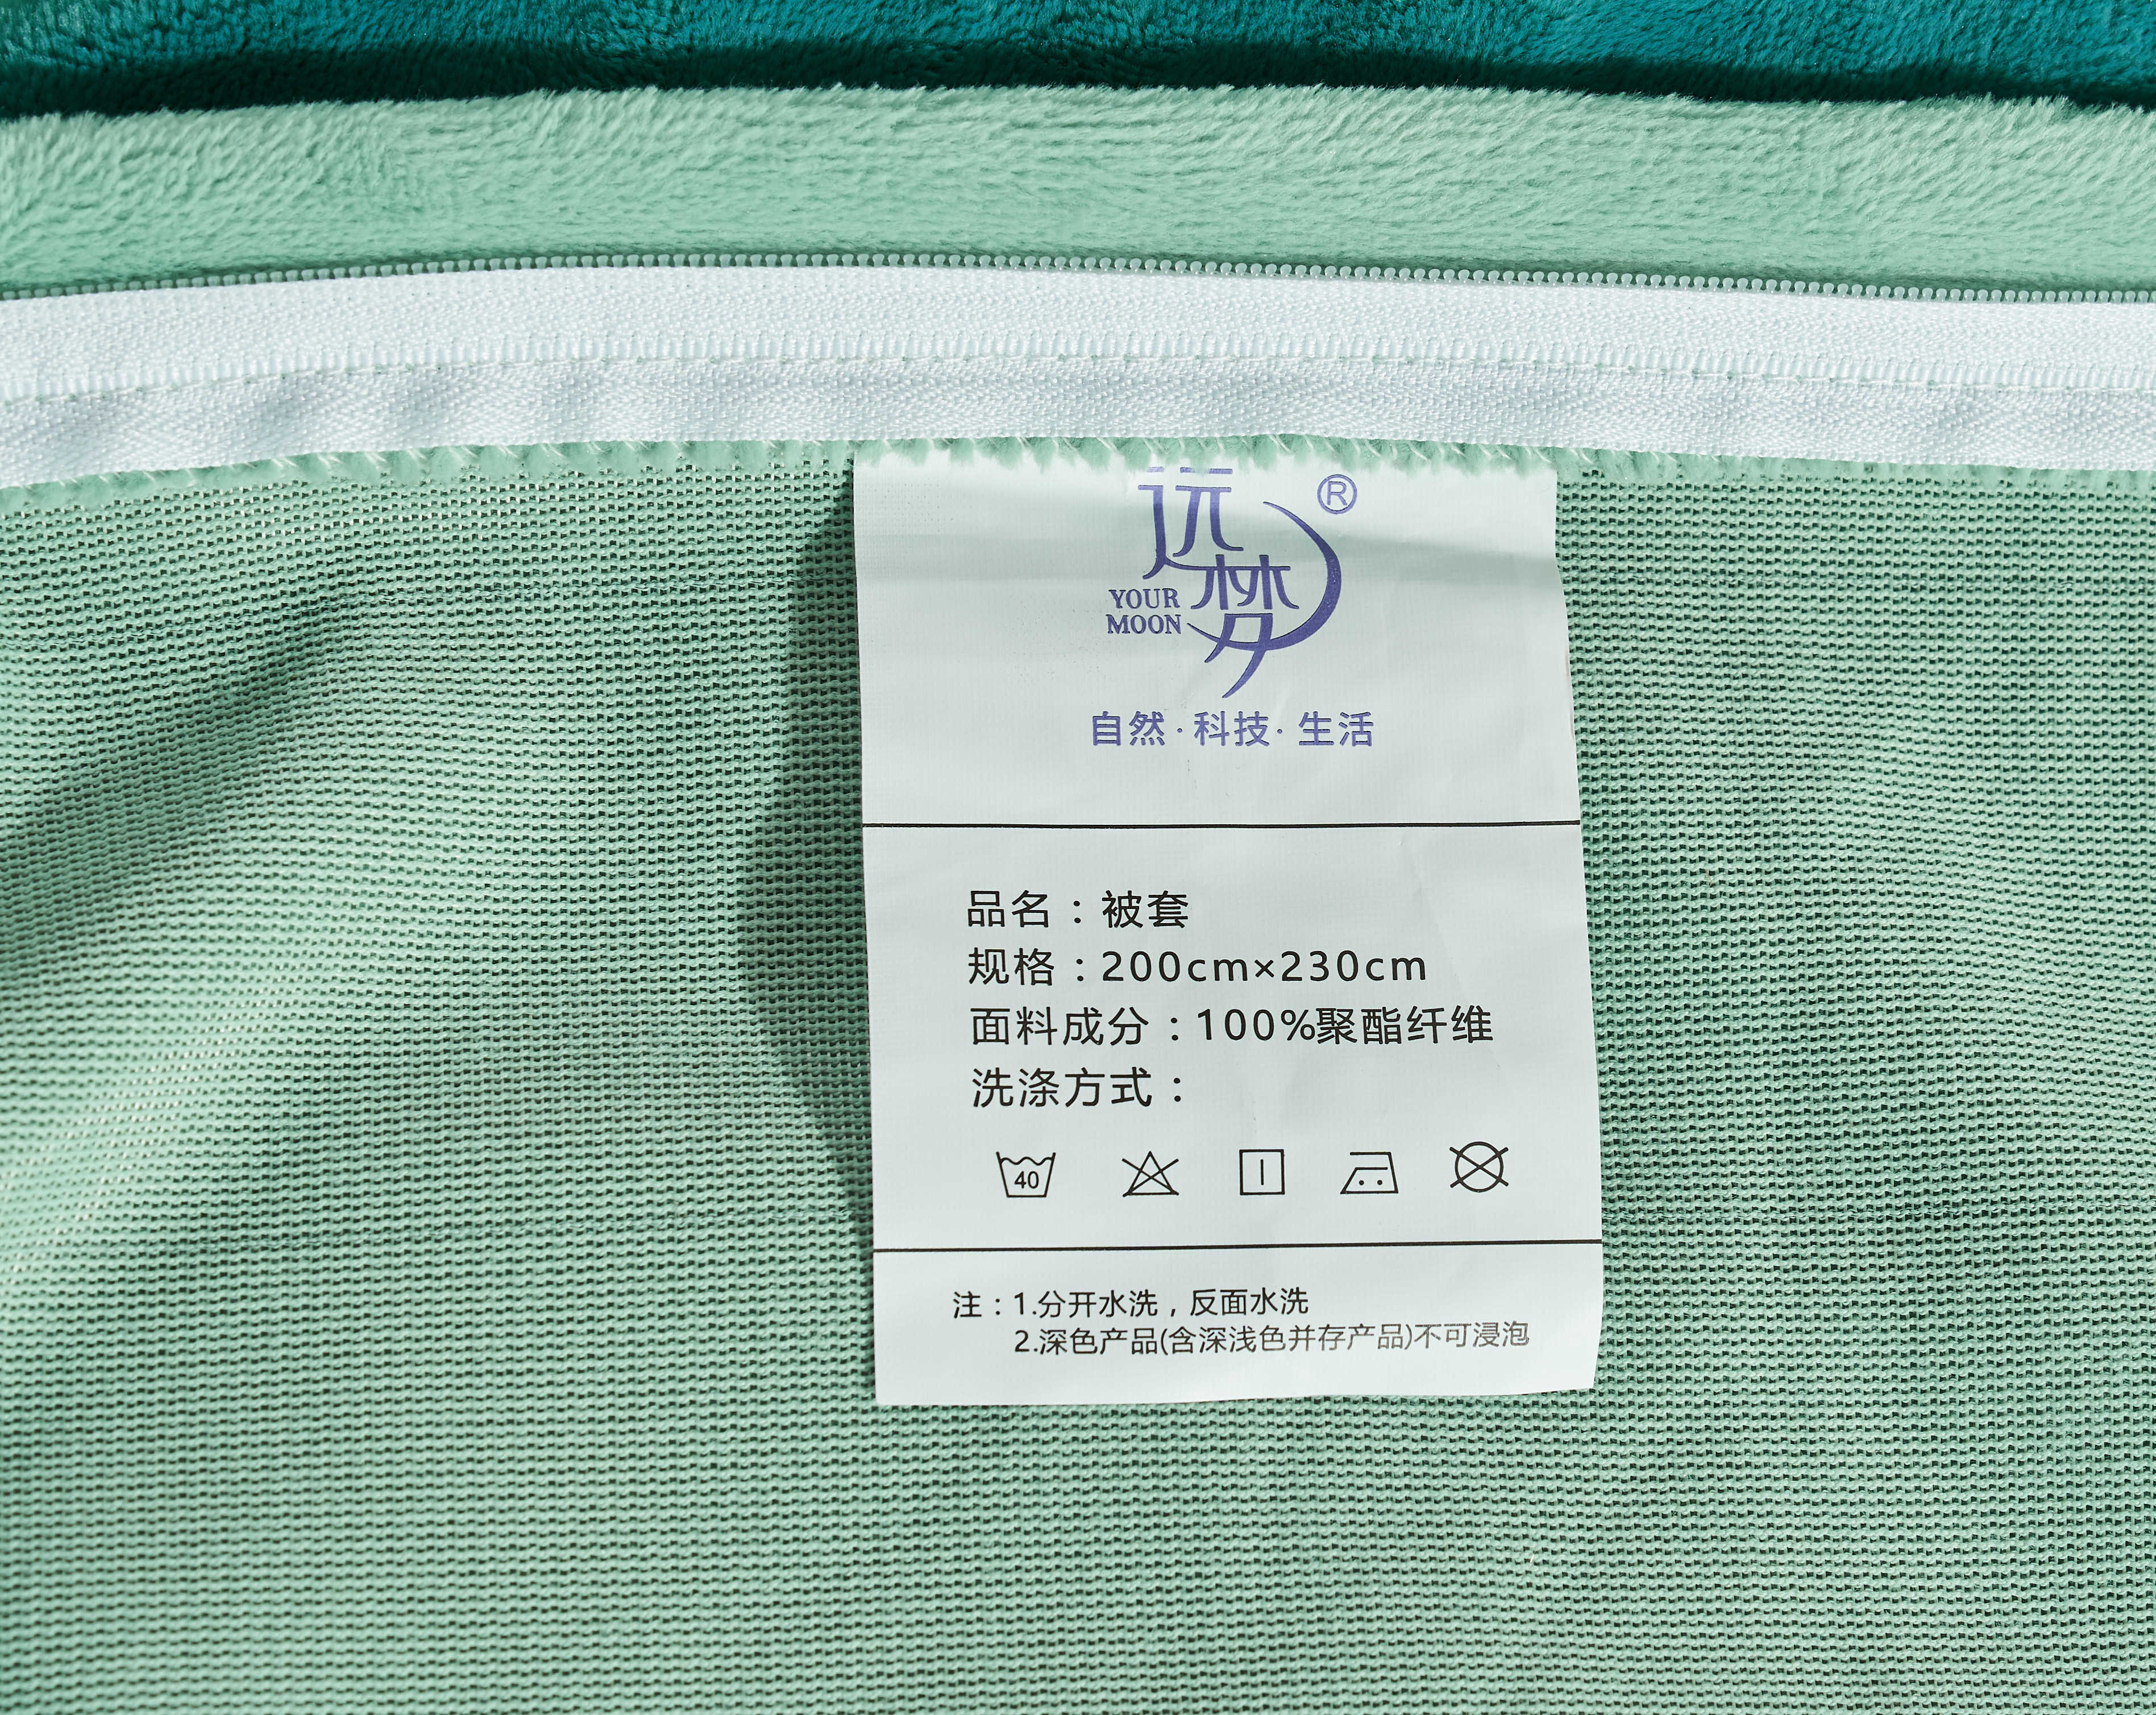 远梦®
YOUR
MOON
自然·科技·生活
品名：被套
规格：200cm×230cm
面料成分：100%聚酯纤维
洗涤方式：
40
注：1.分开水洗，反面水洗
2.深色产品(含深浅色并存产品)不可浸泡